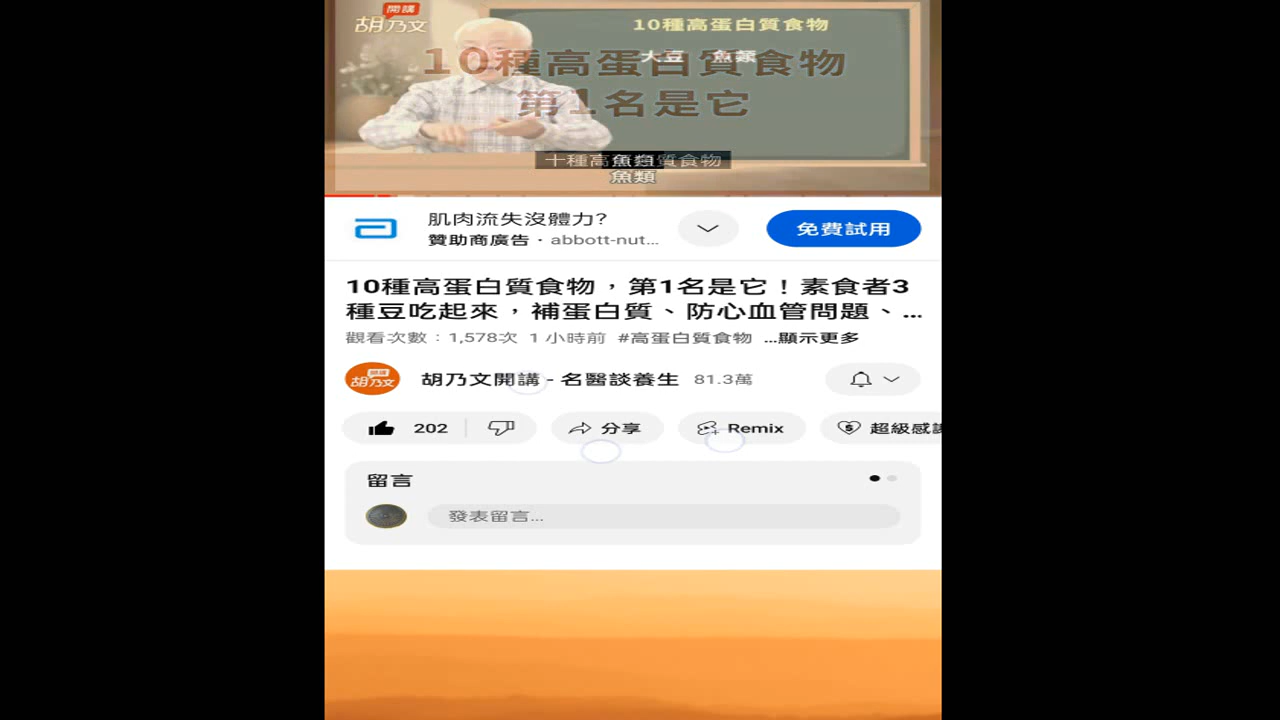 開講
胡乃文
10種高蛋白質食物
大豆 魚類
10種高蛋白質食物
第1名是它
十種高魚類質食物
魚類
肌肉流失沒體力?
免費試用
贊助商廣告・abbott-nut...
10種高蛋白質食物，第1名是它！素食者3
種豆吃起來，補蛋白質、防心血管問題、...
觀看次數：1,578次 1 小時前 #高蛋白質食物 ...顯示更多
開講
胡乃文
胡乃文開講 - 名醫談養生 81.3萬
202 分享 Remix 超級感謝
留言
發表留言...